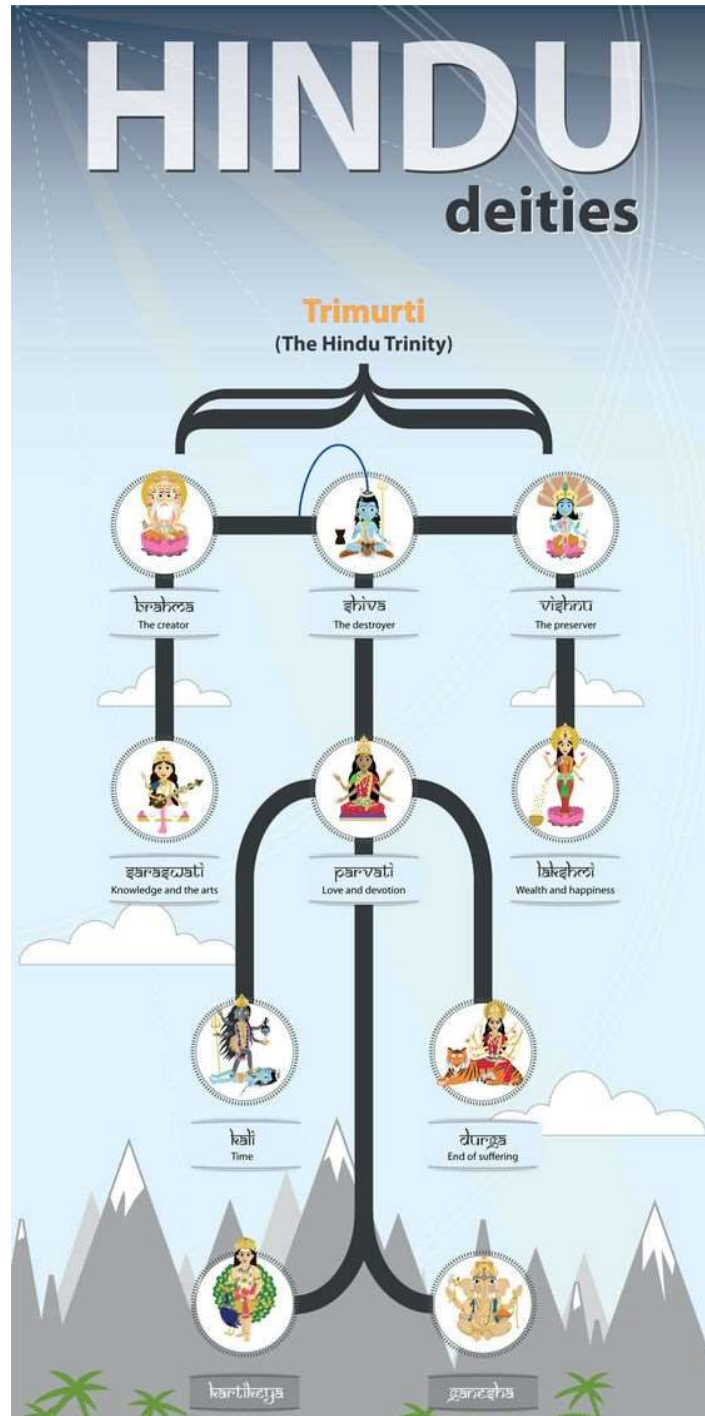 HINDU
deities
Trimurti
(The Hindu Trinity)
brahma
The creator
shiva
The destroyer
vishnu
The preserver
saraswati
Knowledge and the arts
parvati
Love and devotion
lakshmi
Wealth and happiness
kali
Time
durga
End of suffering
kartikeya
ganesha